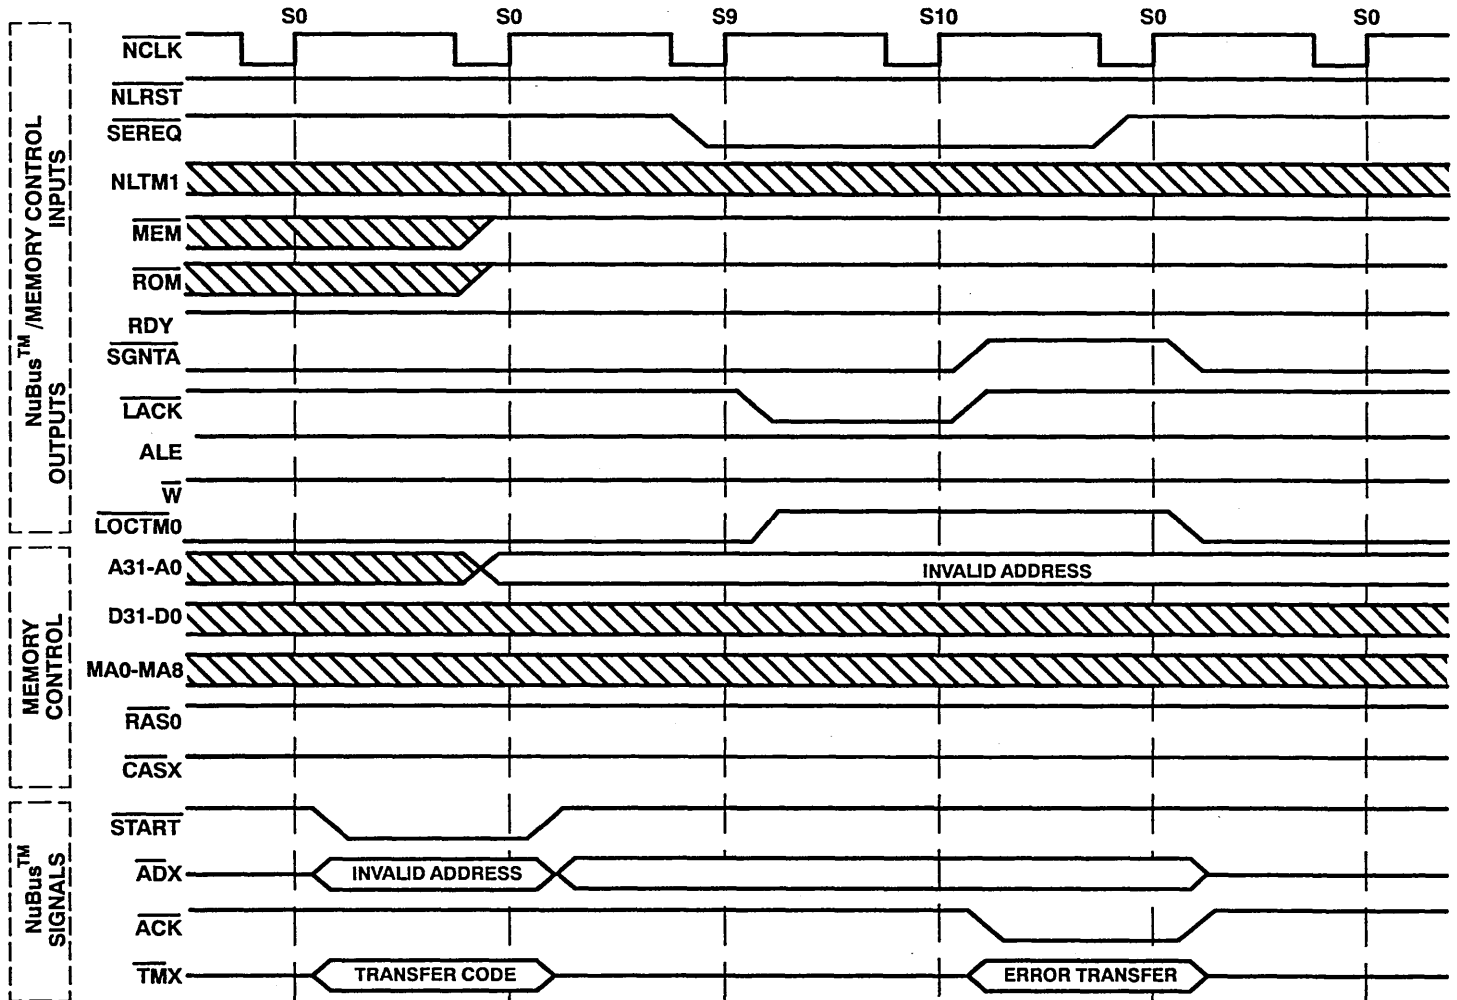 S0 S0 S9 S10 S0 S0
NuBus™/MEMORY CONTROL
INPUTS
OUTPUTS
NCLK
NLRST
SEREQ
NLTM1
MEM
ROM
RDY
SGNTA
LACK
ALE
W
LOCTM0
MEMORY
CONTROL
A31-A0 INVALID ADDRESS
D31-D0
MA0-MA8
RAS0
CASX
NuBus™
SIGNALS
START
ADX INVALID ADDRESS
ACK
TMX TRANSFER CODE ERROR TRANSFER